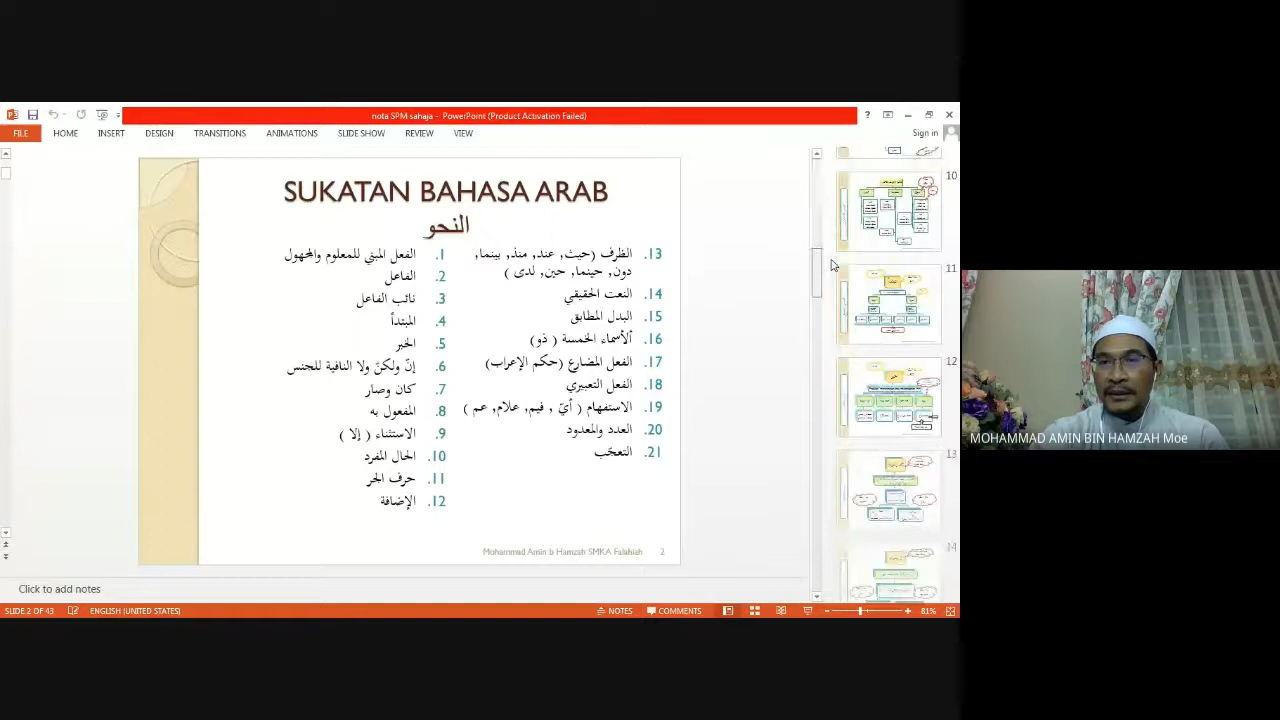 nota SPM sahaja - PowerPoint (Product Activation Failed)
FILE HOME INSERT DESIGN TRANSITIONS ANIMATIONS SLIDE SHOW REVIEW VIEW
Sign in
SUKATAN BAHASA ARAB
النحو
1. الفعل المبني للمعلوم والمجهول
2. الفاعل
3. نائب الفاعل
4. المبتدأ
5. الخبر
6. إنّ ولكنّ ولا النافية للجنس
7. كان وصار
8. المفعول به
9. الاستثناء ( إلا )
10. الحال المفرد
11. حرف الجر
12. الإضافة
13. الظرف (حيث, عند, منذ, بينما,
دون, حينما, حين, لدى )
14. النعت الحقيقي
15. البدل المطابق
16. ألأسماء الخمسة ( ذو)
17. الفعل المضارع (حكم الإعراب)
18. الفعل التعبيري
19. الاستفهام ( أيّ , فيم, علام, عم )
20. العدد والمعدود
21. التعجّب
Mohammad Amin b Hamzah SMKA Falahiah 2
10
11
12
13
14
MOHAMMAD AMIN BIN HAMZAH Moe
Click to add notes
SLIDE 2 OF 43 ENGLISH (UNITED STATES) NOTES COMMENTS 81%